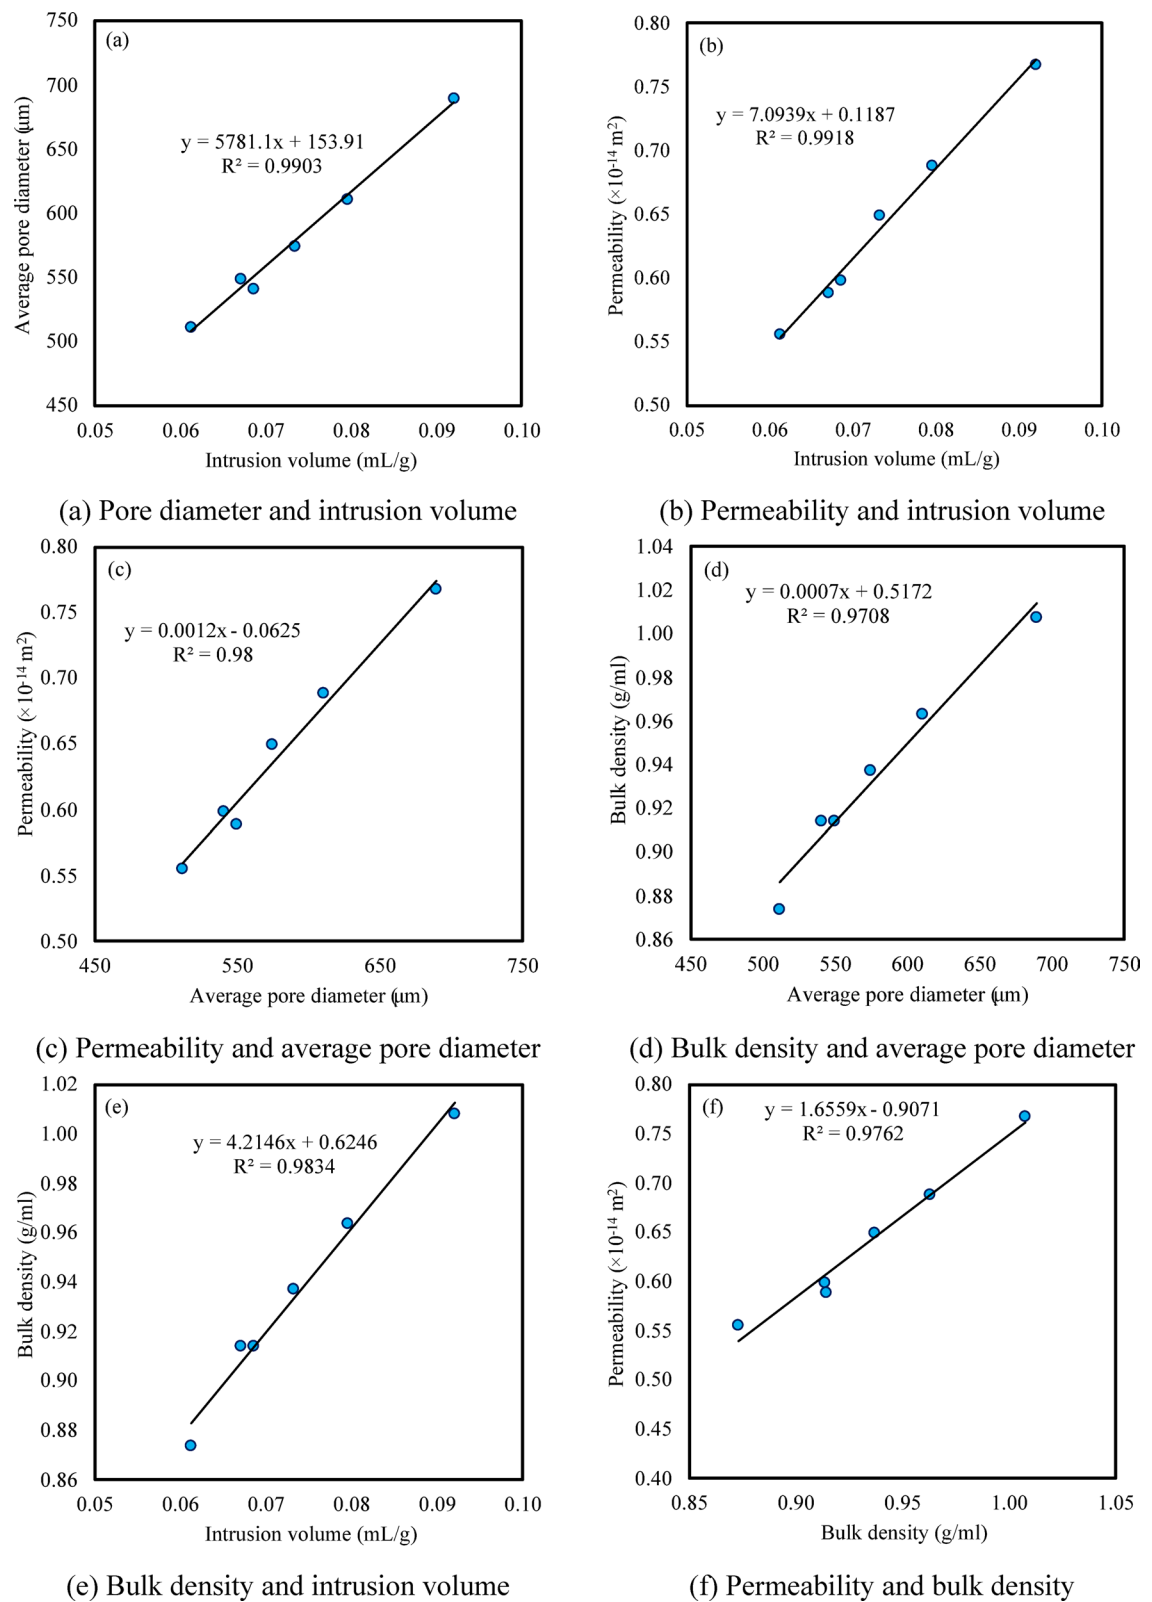 (a)
y = 5781.1x + 153.91
R² = 0.9903
Average pore diameter (μm)
750
700
650
600
550
500
450
0.05 0.06 0.07 0.08 0.09 0.10
Intrusion volume (mL/g)
(a) Pore diameter and intrusion volume
(b)
y = 7.0939x + 0.1187
R² = 0.9918
Permeability (×10⁻¹⁴ m²)
0.80
0.75
0.70
0.65
0.60
0.55
0.50
0.05 0.06 0.07 0.08 0.09 0.10
Intrusion volume (mL/g)
(b) Permeability and intrusion volume
(c)
y = 0.0012x - 0.0625
R² = 0.98
Permeability (×10⁻¹⁴ m²)
0.80
0.75
0.70
0.65
0.60
0.55
0.50
450 550 650 750
Average pore diameter (μm)
(c) Permeability and average pore diameter
(d)
y = 0.0007x + 0.5172
R² = 0.9708
Bulk density (g/ml)
1.04
1.02
1.00
0.98
0.96
0.94
0.92
0.90
0.88
0.86
450 500 550 600 650 700 750
Average pore diameter (μm)
(d) Bulk density and average pore diameter
(e)
y = 4.2146x + 0.6246
R² = 0.9834
Bulk density (g/ml)
1.02
1.00
0.98
0.96
0.94
0.92
0.90
0.88
0.86
0.05 0.06 0.07 0.08 0.09 0.10
Intrusion volume (mL/g)
(e) Bulk density and intrusion volume
(f)
y = 1.6559x - 0.9071
R² = 0.9762
Permeability (×10⁻¹⁴ m²)
0.80
0.75
0.70
0.65
0.60
0.55
0.50
0.45
0.40
0.85 0.90 0.95 1.00 1.05
Bulk density (g/ml)
(f) Permeability and bulk density